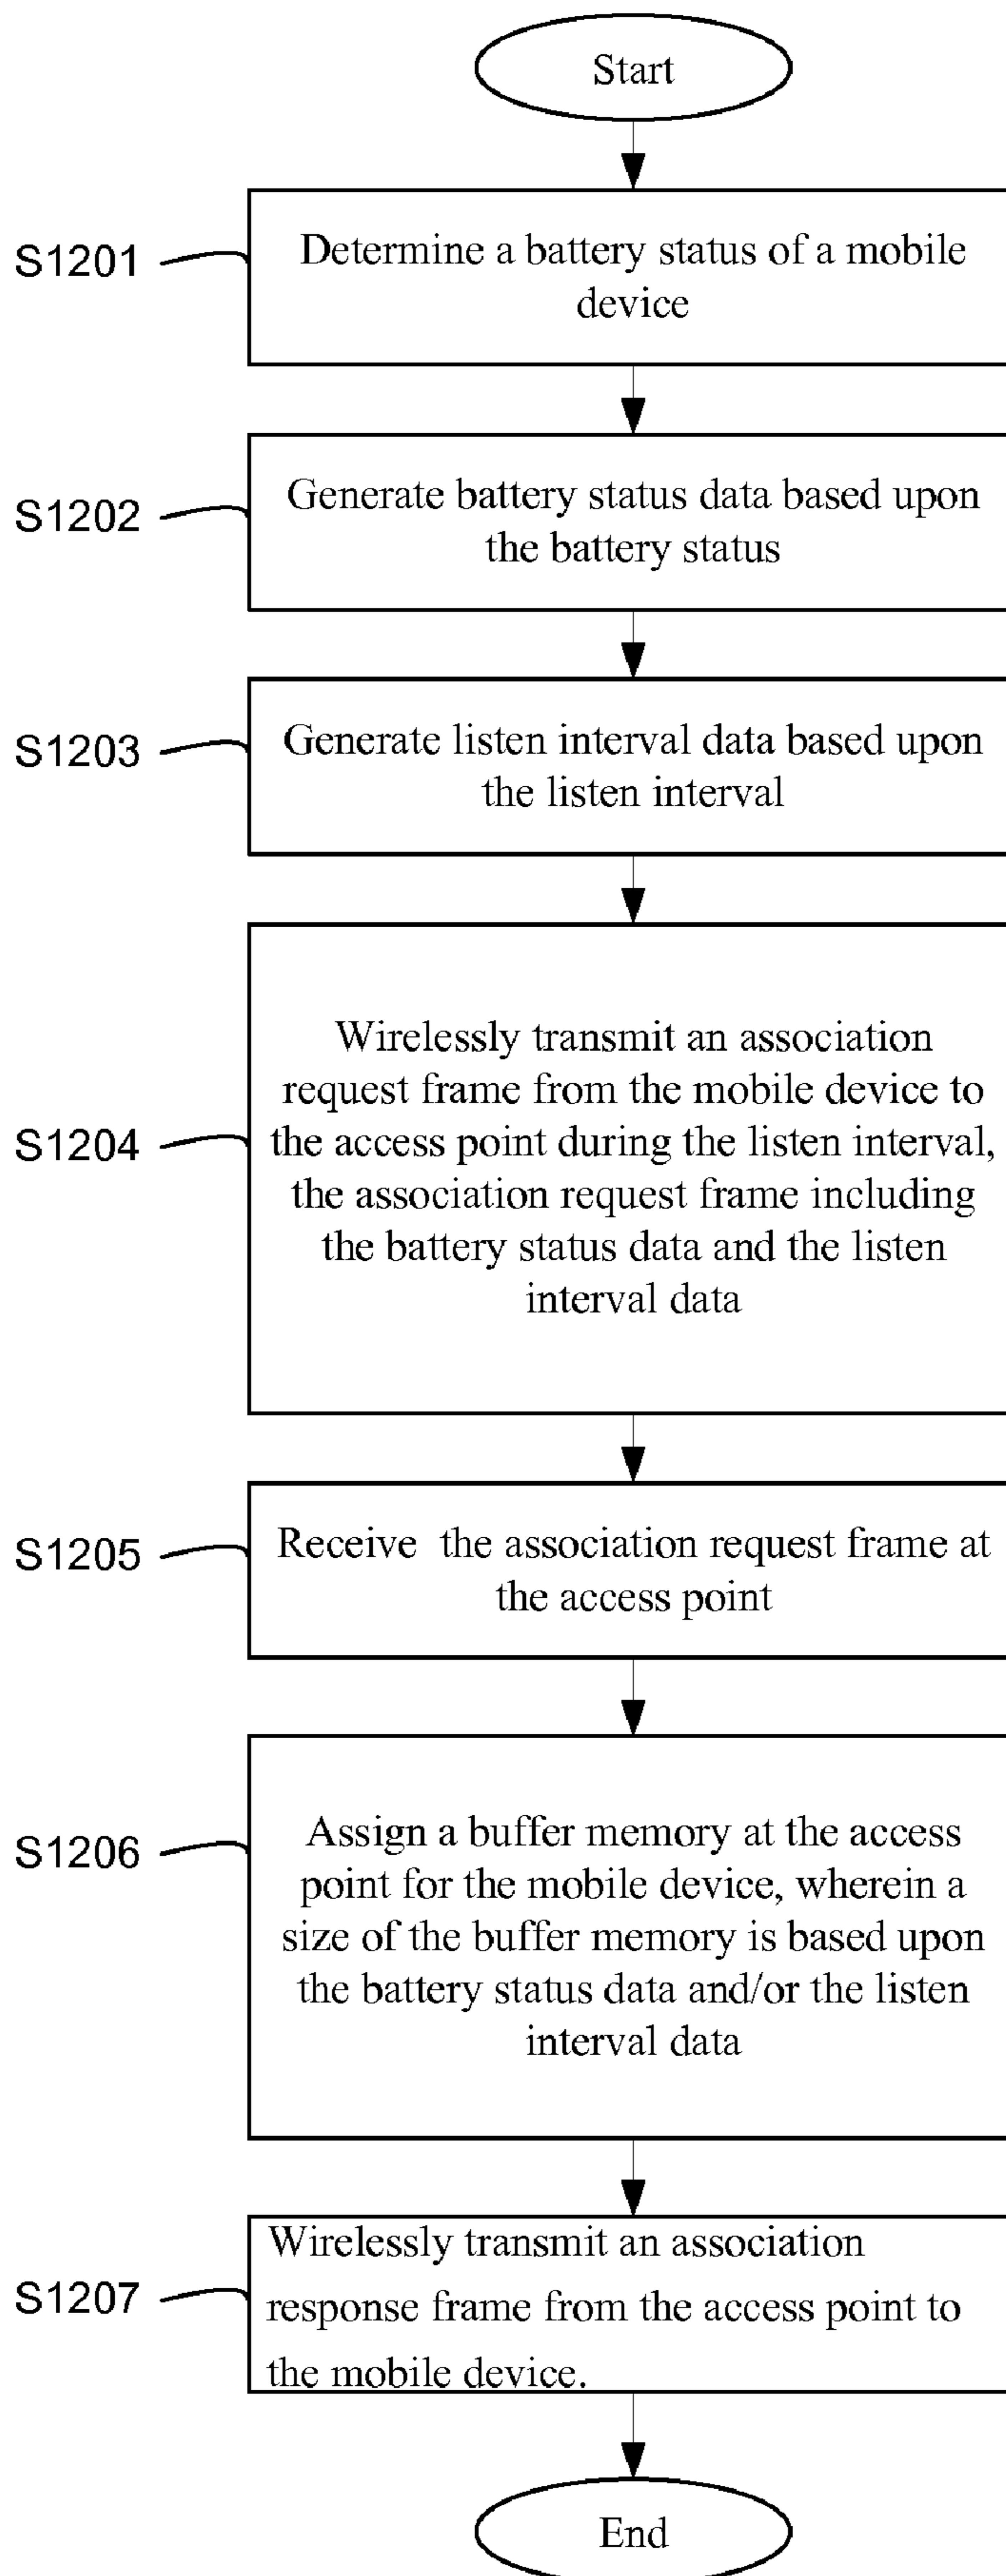 Start
S1201
Determine a battery status of a mobile
device
S1202
Generate battery status data based upon
the battery status
S1203
Generate listen interval data based upon
the listen interval
S1204
Wirelessly transmit an association
request frame from the mobile device to
the access point during the listen interval,
the association request frame including
the battery status data and the listen
interval data
S1205
Receive the association request frame at
the access point
S1206
Assign a buffer memory at the access
point for the mobile device, wherein a
size of the buffer memory is based upon
the battery status data and/or the listen
interval data
S1207
Wirelessly transmit an association
response frame from the access point to
the mobile device.
End